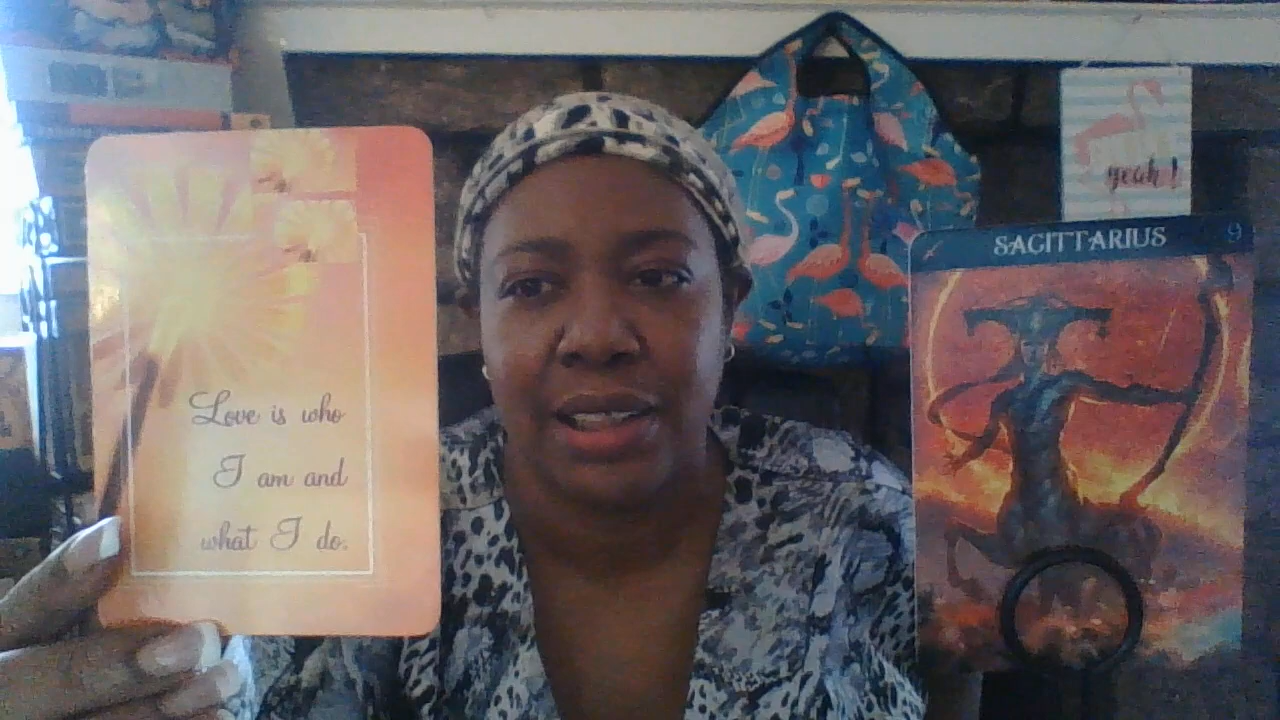 Love is who
I am and
what I do.
yeah !
SAGITTARIUS
9